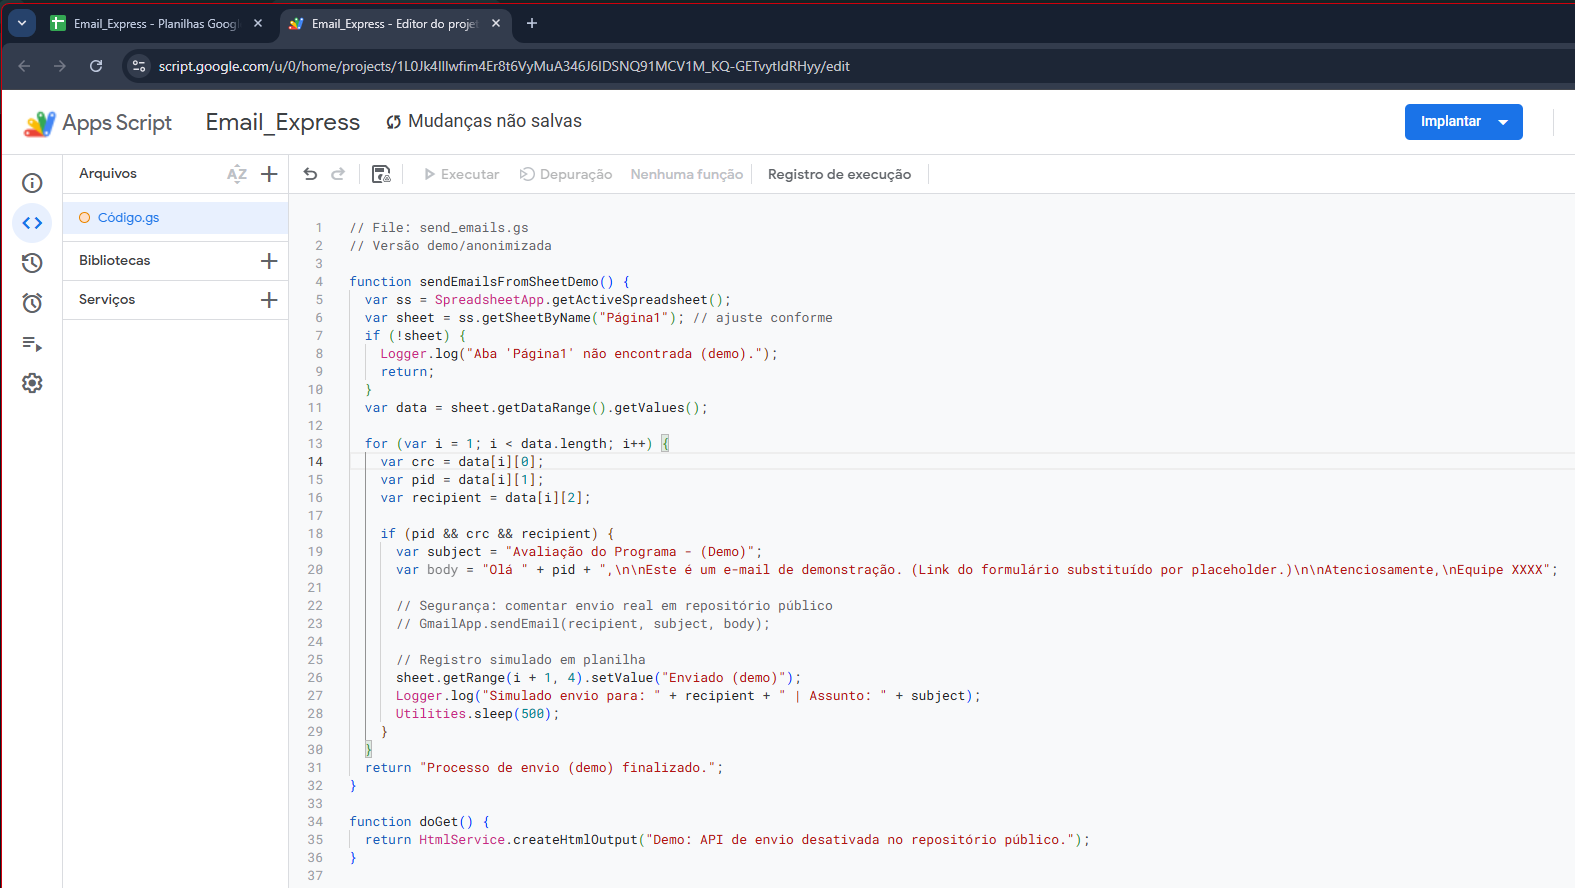 Email_Express - Planilhas Goog
Email_Express - Editor do proje
script.google.com/u/0/home/projects/1L0Jk4lllwfim4Er8t6VyMuA346J6IDSNQ91MCV1M_KQ-GETvytIdRHyy/edit
Apps Script
Email_Express
Mudanças não salvas
Implantar
Arquivos
AZ
Executar
Depuração
Nenhuma função
Registro de execução
Código.gs
Bibliotecas
Serviços
1 // File: send_emails.gs
2 // Versão demo/anonimizada
3
4 function sendEmailsFromSheetDemo() {
5 var ss = SpreadsheetApp.getActiveSpreadsheet();
6 var sheet = ss.getSheetByName("Página1"); // ajuste conforme
7 if (!sheet) {
8 Logger.log("Aba 'Página1' não encontrada (demo).");
9 return;
10 }
11 var data = sheet.getDataRange().getValues();
12
13 for (var i = 1; i < data.length; i++) {
14 var crc = data[i][0];
15 var pid = data[i][1];
16 var recipient = data[i][2];
17
18 if (pid && crc && recipient) {
19 var subject = "Avaliação do Programa - (Demo)";
20 var body = "Olá " + pid + ",\n\nEste é um e-mail de demonstração. (Link do formulário substituído por placeholder.)\n\nAtenciosamente,\nEquipe XXXX";
21
22 // Segurança: comentar envio real em repositório público
23 // GmailApp.sendEmail(recipient, subject, body);
24
25 // Registro simulado em planilha
26 sheet.getRange(i + 1, 4).setValue("Enviado (demo)");
27 Logger.log("Simulado envio para: " + recipient + " | Assunto: " + subject);
28 Utilities.sleep(500);
29 }
30 }
31 return "Processo de envio (demo) finalizado.";
32 }
33
34 function doGet() {
35 return HtmlService.createHtmlOutput("Demo: API de envio desativada no repositório público.");
36 }
37